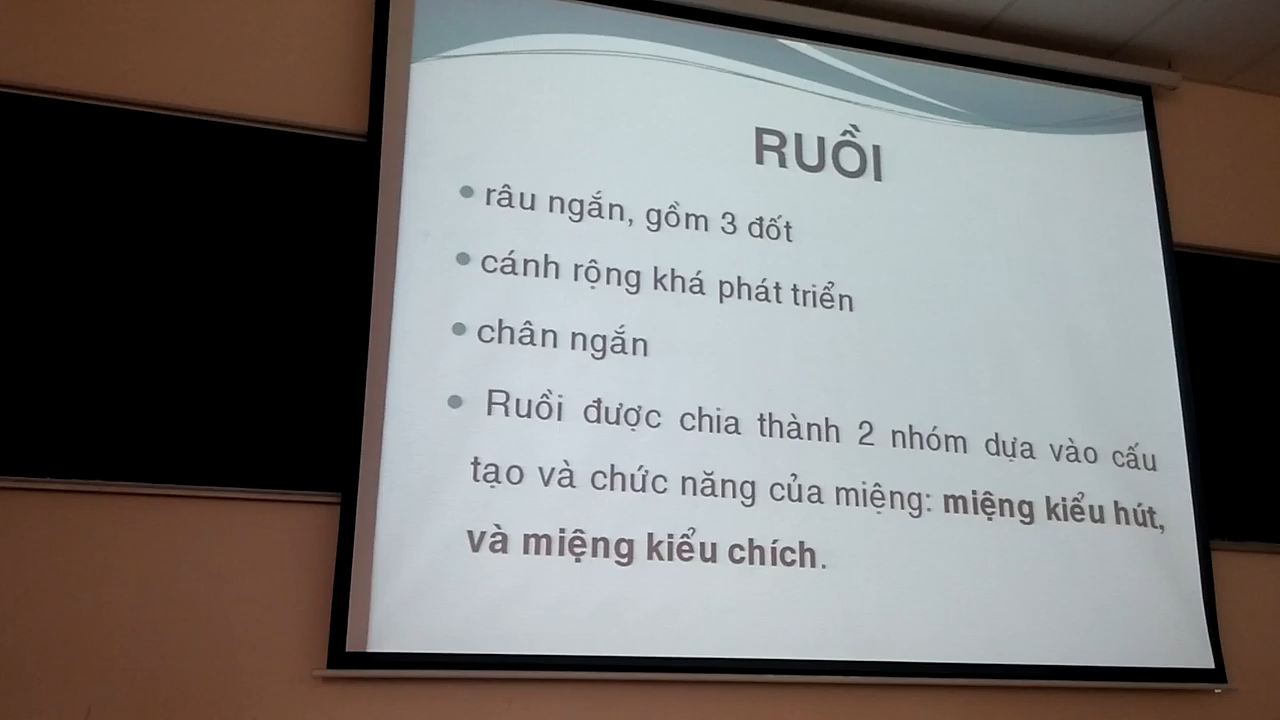 RUỒI
râu ngắn, gồm 3 đốt
cánh rộng khá phát triển
chân ngắn
Ruồi được chia thành 2 nhóm dựa vào cấu
tạo và chức năng của miệng: miệng kiểu hút,
và miệng kiểu chích.